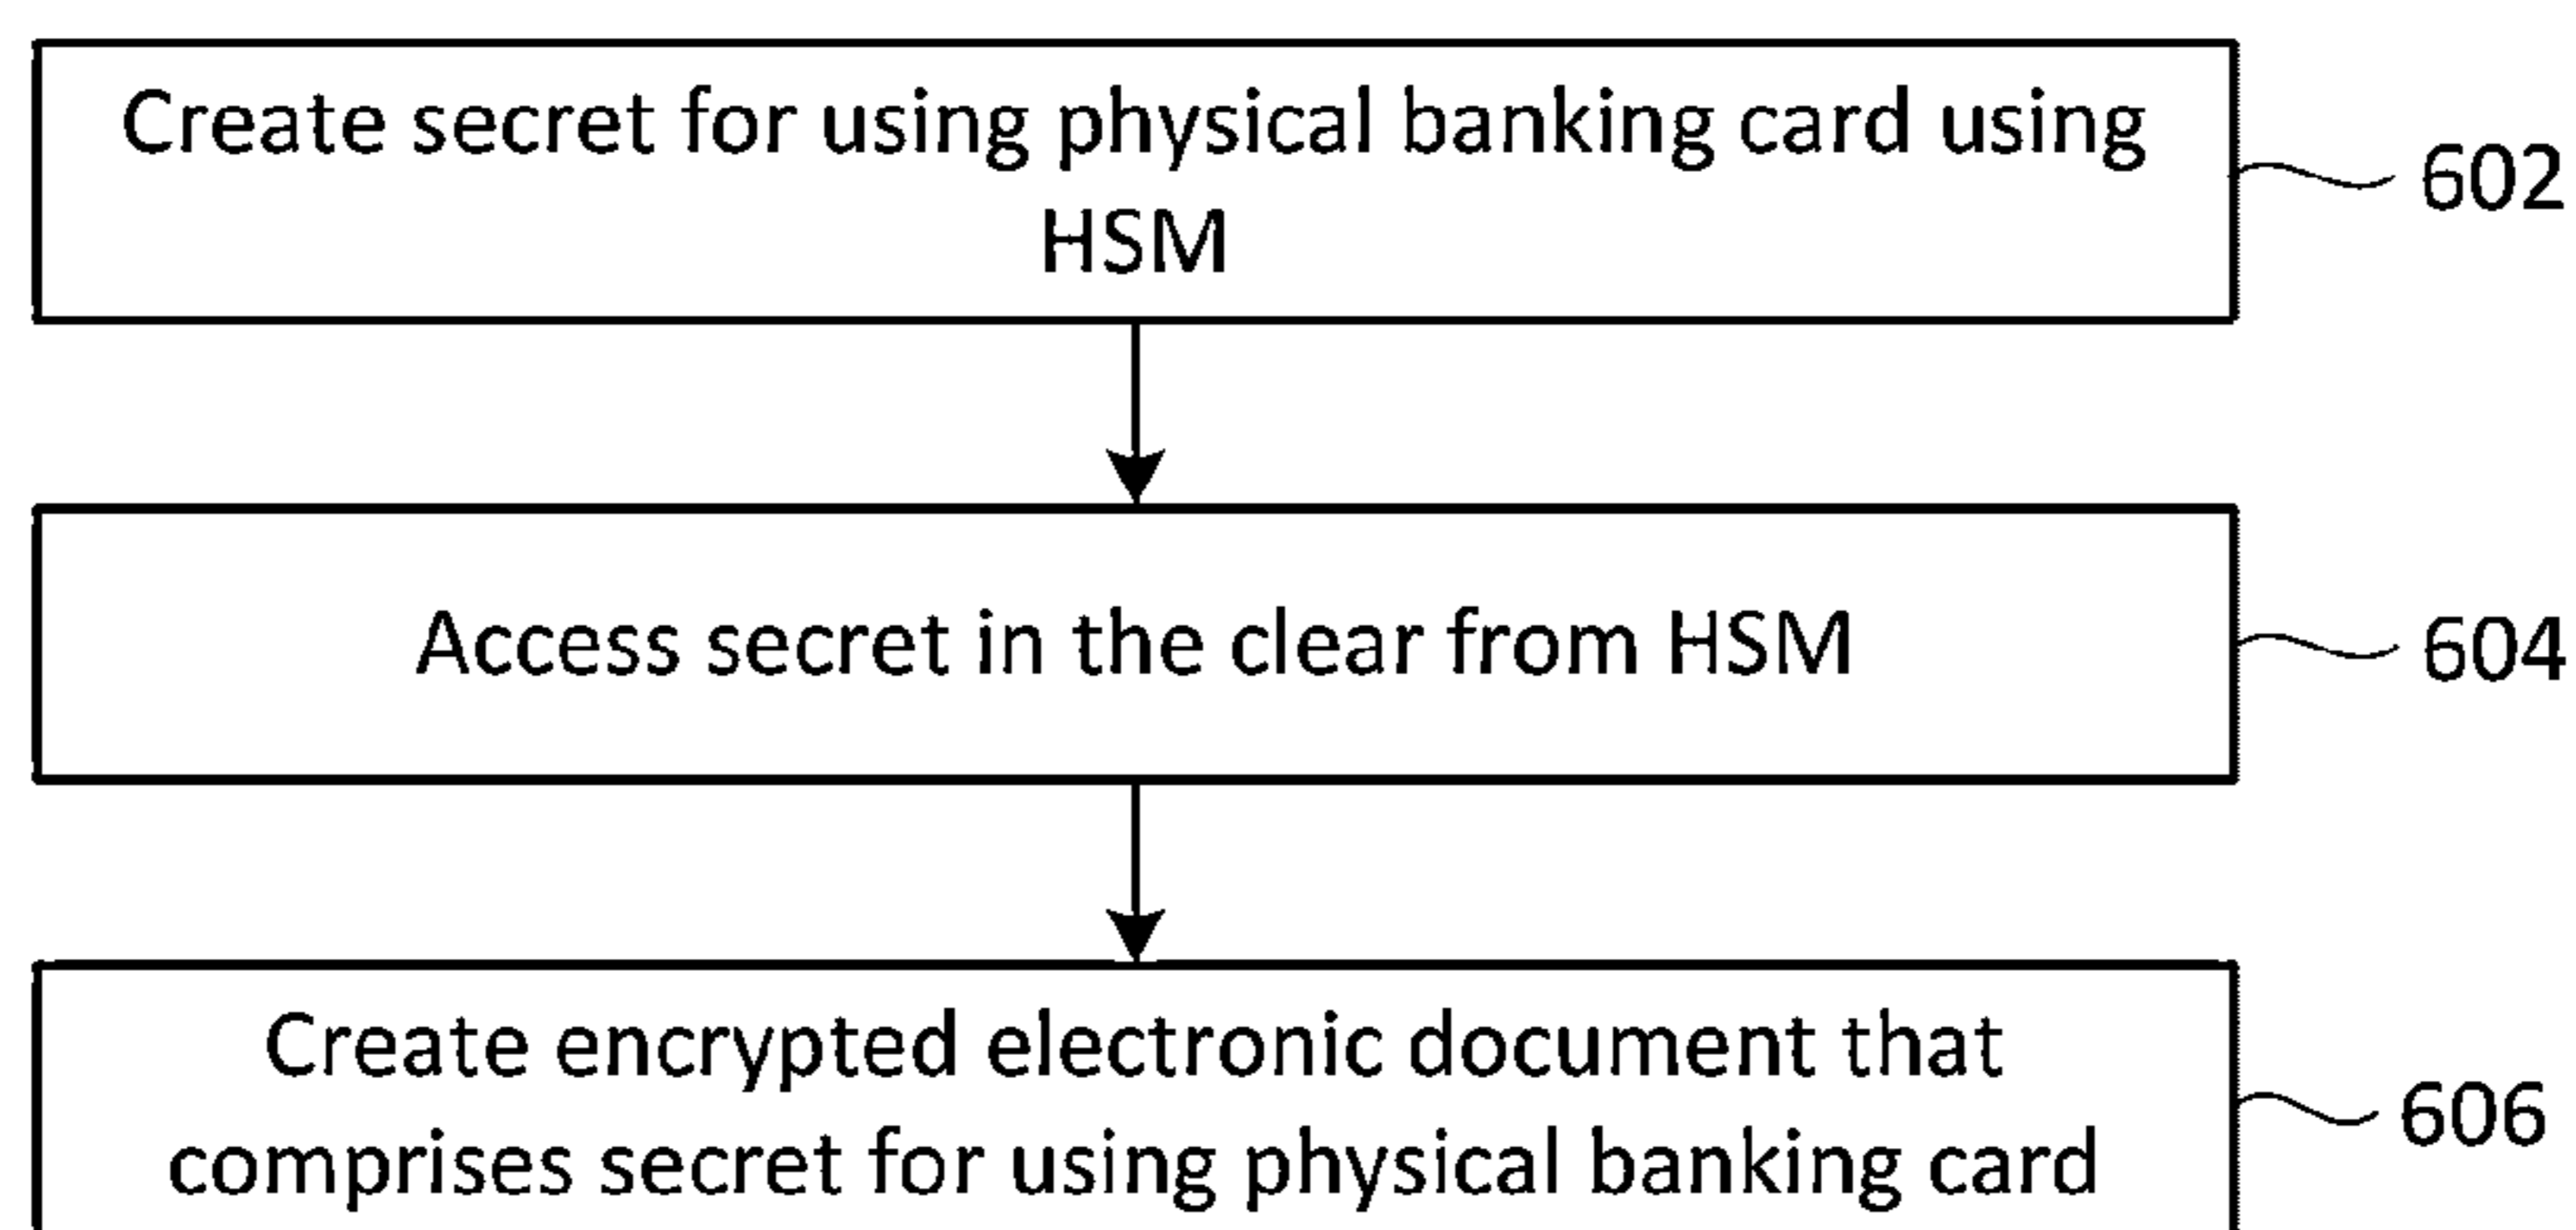 Create secret for using physical banking card using
HSM
602
Access secret in the clear from HSM
604
Create encrypted electronic document that
comprises secret for using physical banking card
606